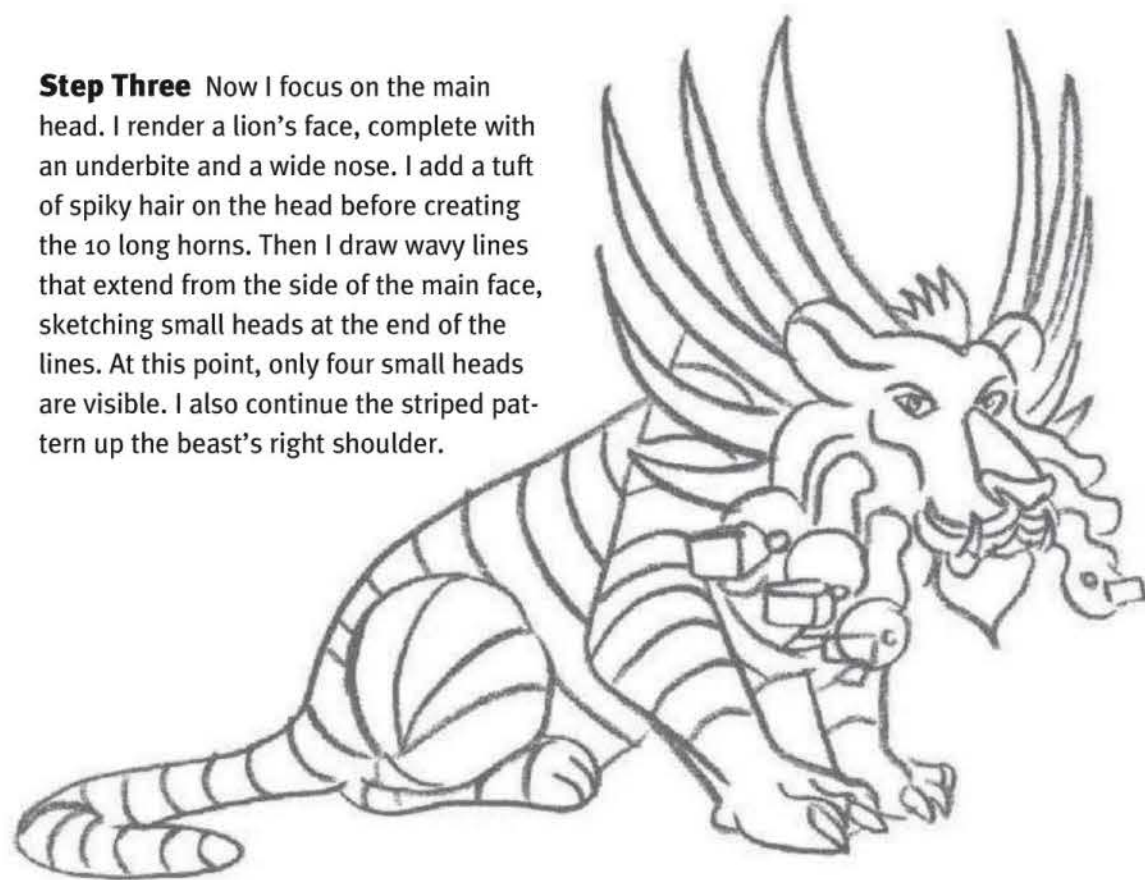 Step Three Now I focus on the main
head. I render a lion’s face, complete with
an underbite and a wide nose. I add a tuft
of spiky hair on the head before creating
the 10 long horns. Then I draw wavy lines
that extend from the side of the main face,
sketching small heads at the end of the
lines. At this point, only four small heads
are visible. I also continue the striped pat-
tern up the beast’s right shoulder.